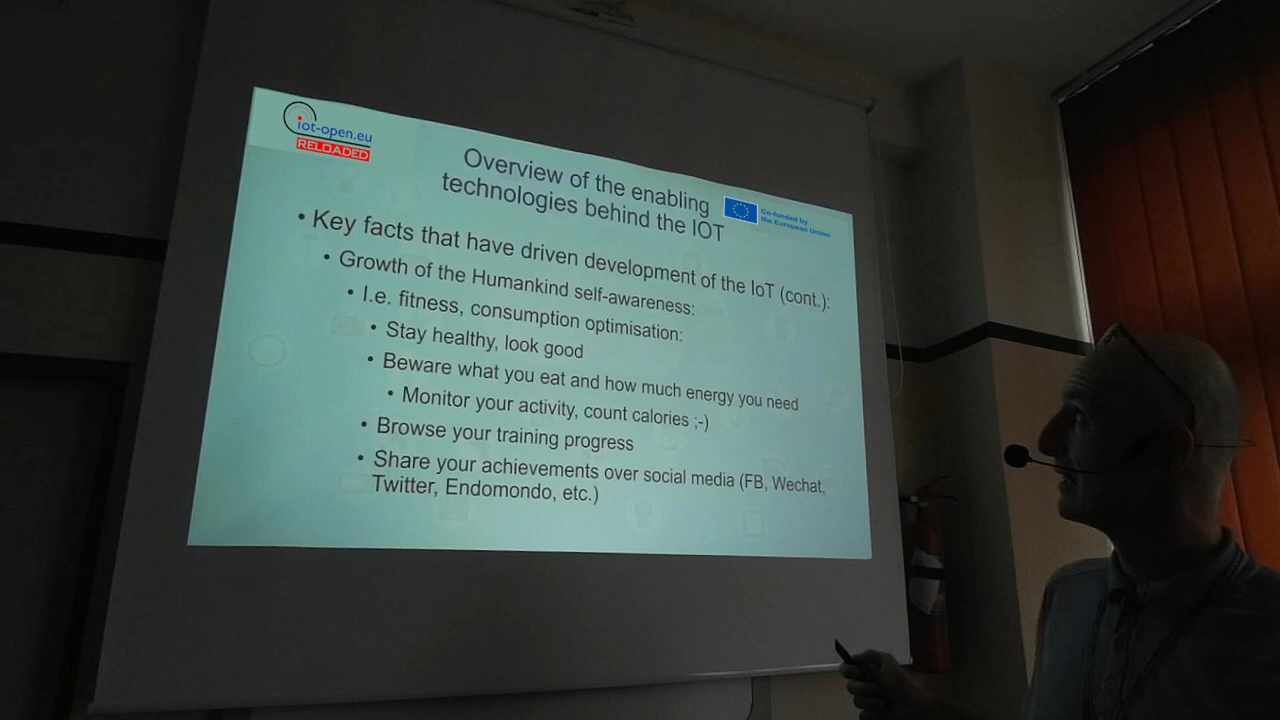 iot-open.eu
RELOADED
Overview of the enabling
technologies behind the IOT
Co-funded by
the European Union
• Key facts that have driven development of the IoT (cont.):
• Growth of the Humankind self-awareness:
• I.e. fitness, consumption optimisation:
• Stay healthy, look good
• Beware what you eat and how much energy you need
• Monitor your activity, count calories ;-)
• Browse your training progress
• Share your achievements over social media (FB, Wechat,
Twitter, Endomondo, etc.)